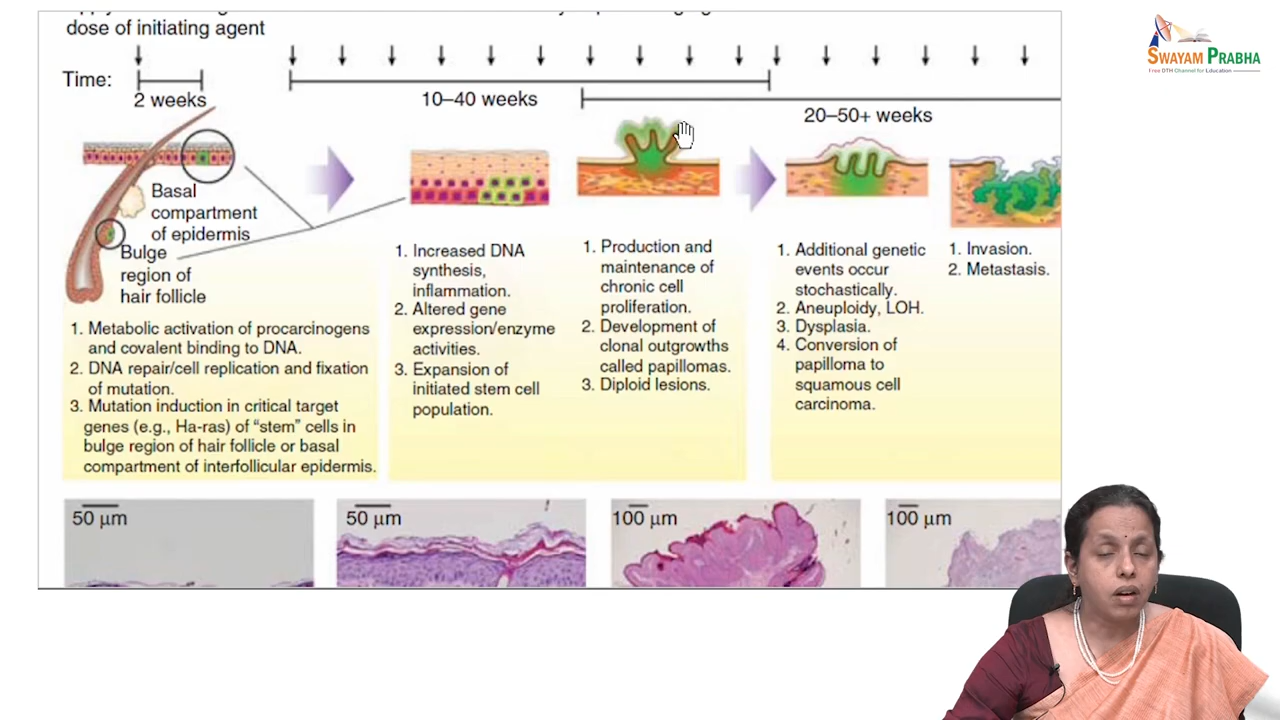 dose of initiating agent
Time:
2 weeks
10–40 weeks
20–50+ weeks
Basal
compartment
of epidermis
Bulge
region of
hair follicle
1. Metabolic activation of procarcinogens
and covalent binding to DNA.
2. DNA repair/cell replication and fixation
of mutation.
3. Mutation induction in critical target
genes (e.g., Ha-ras) of “stem” cells in
bulge region of hair follicle or basal
compartment of interfollicular epidermis.
1. Increased DNA
synthesis,
inflammation.
2. Altered gene
expression/enzyme
activities.
3. Expansion of
initiated stem cell
population.
1. Production and
maintenance of
chronic cell
proliferation.
2. Development of
clonal outgrowths
called papillomas.
3. Diploid lesions.
1. Additional genetic
events occur
stochastically.
2. Aneuploidy, LOH.
3. Dysplasia.
4. Conversion of
papilloma to
squamous cell
carcinoma.
1. Invasion.
2. Metastasis.
50 µm
50 µm
100 µm
100 µm
SWAYAM PRABHA
Free DTH Channel for Education